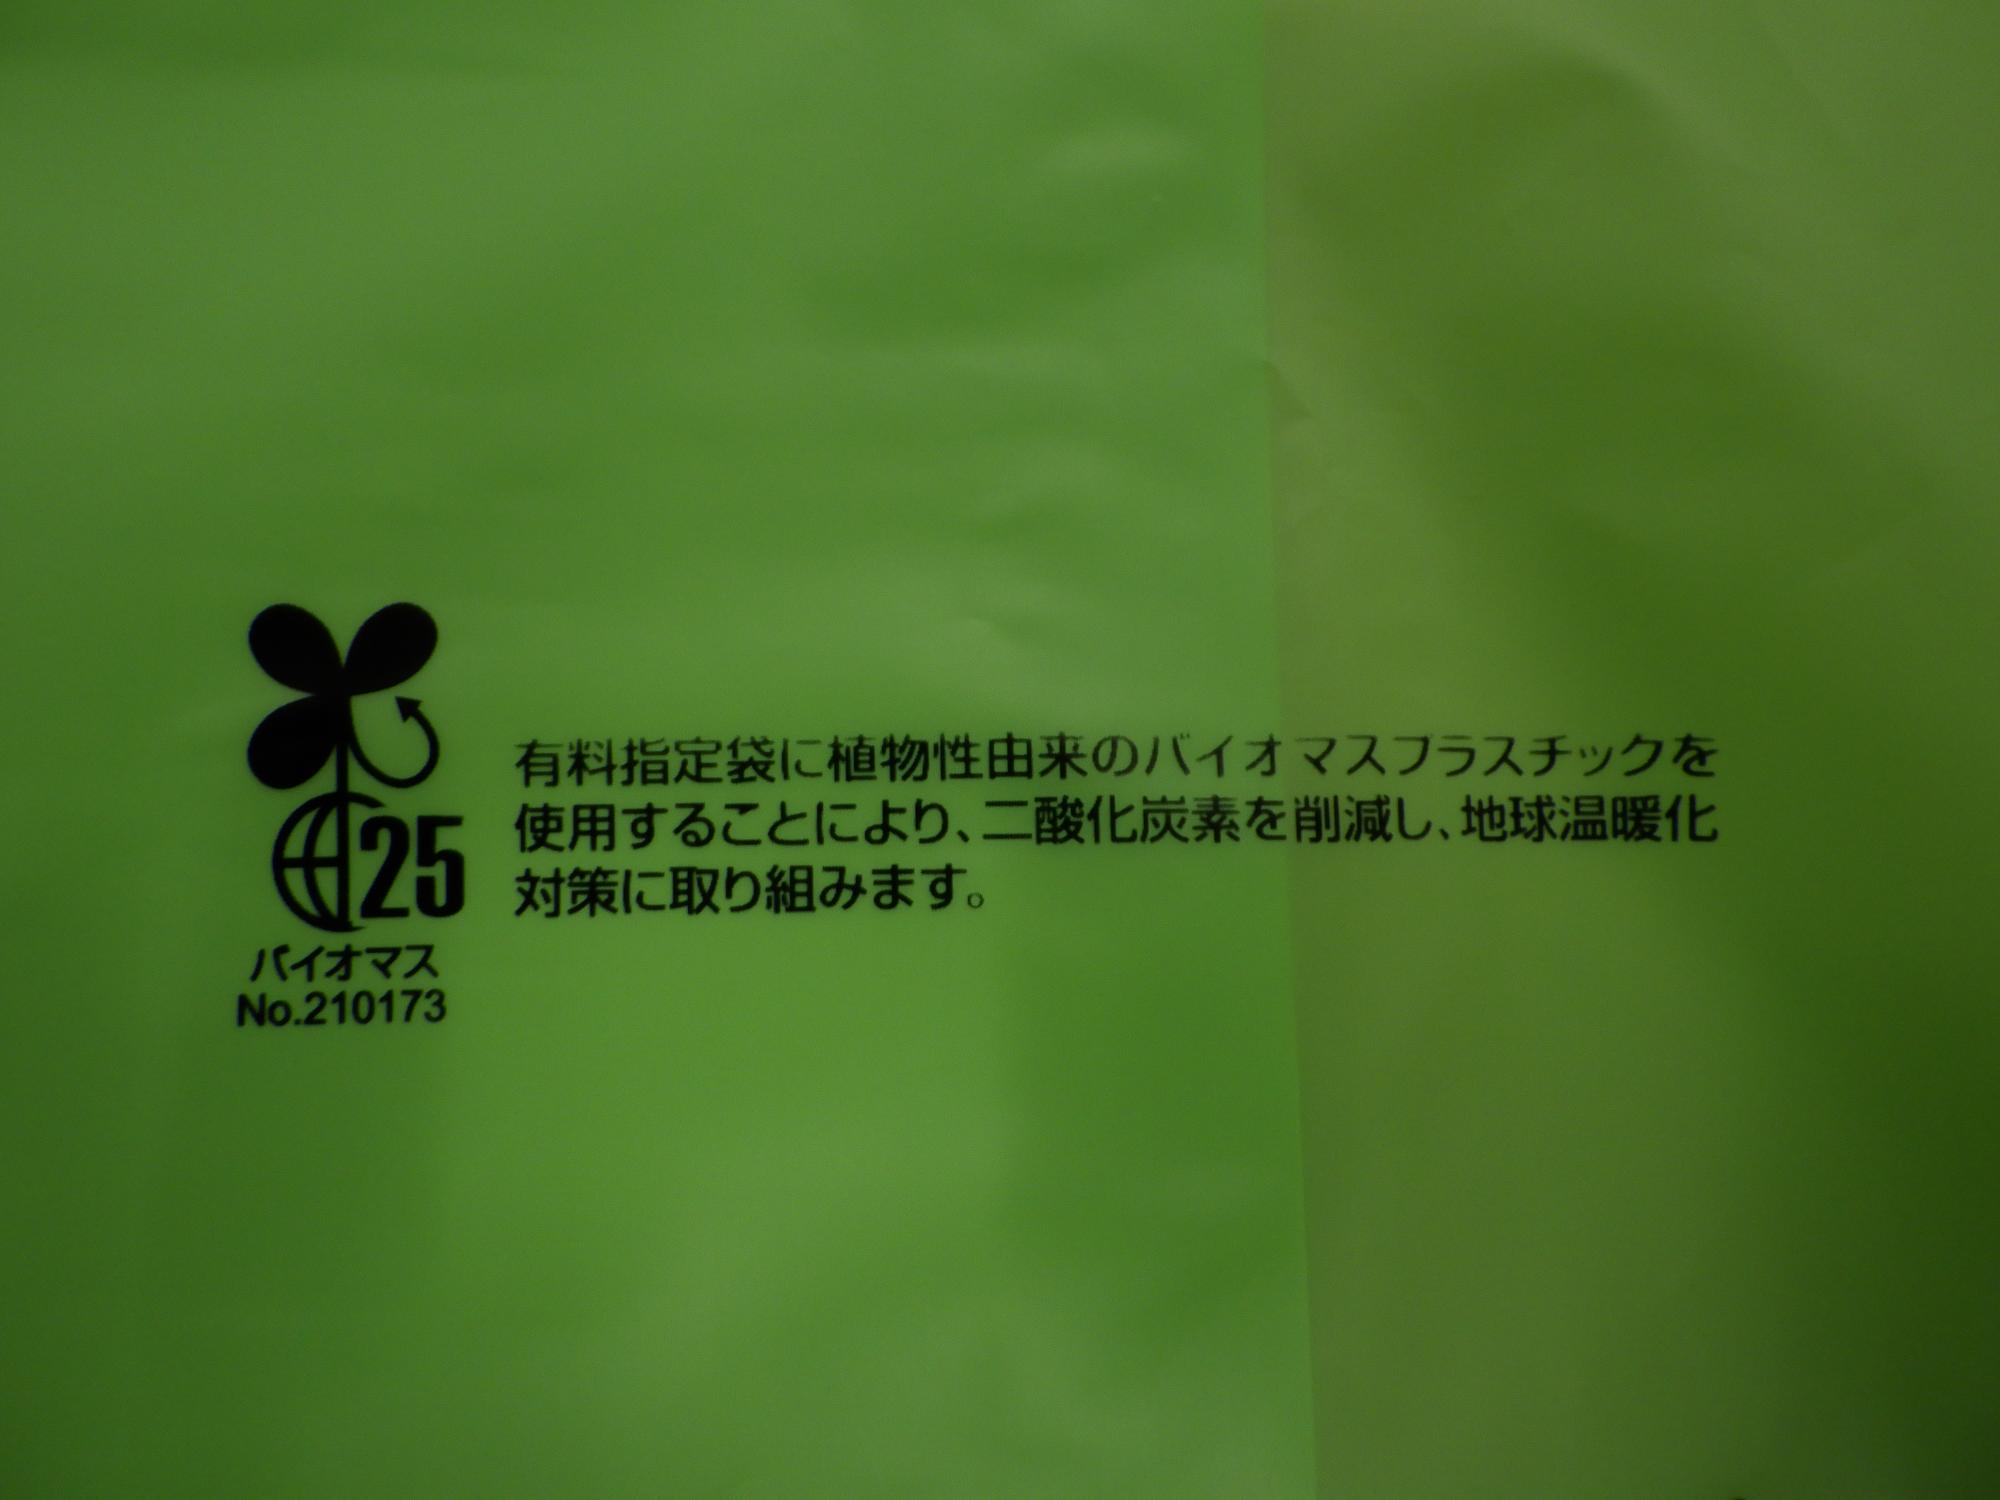 有料指定袋に植物性由来のバイオマスプラスチックを
使用することにより、二酸化炭素を削減し、地球温暖化
対策に取り組みます。
25
バイオマス
No.210173